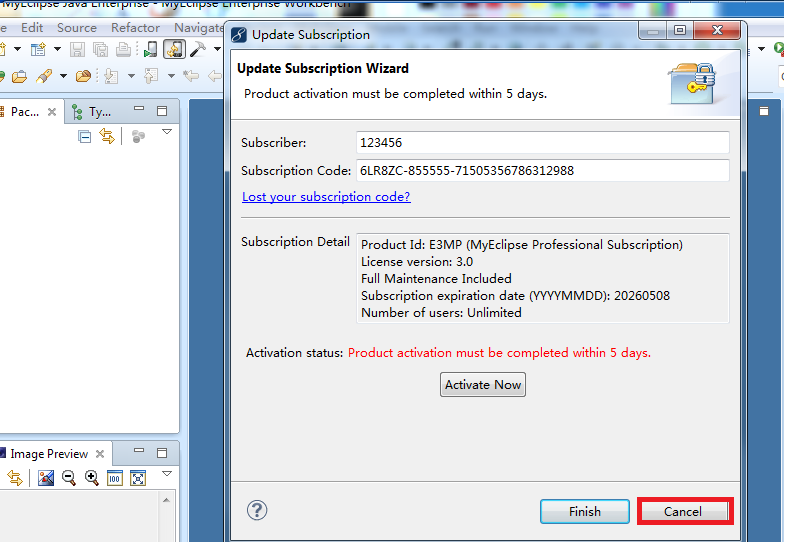 MyEclipse Java Enterprise - MyEclipse Enterprise Workbench
Edit Source Refactor Navigate
Pac...
Ty...
Update Subscription
Update Subscription Wizard
Product activation must be completed within 5 days.
Subscriber: 123456
Subscription Code: 6LR8ZC-855555-71505356786312988
Lost your subscription code?
Subscription Detail
Product Id: E3MP (MyEclipse Professional Subscription)
License version: 3.0
Full Maintenance Included
Subscription expiration date (YYYYMMDD): 20260508
Number of users: Unlimited
Activation status: Product activation must be completed within 5 days.
Activate Now
Image Preview
100
Finish
Cancel